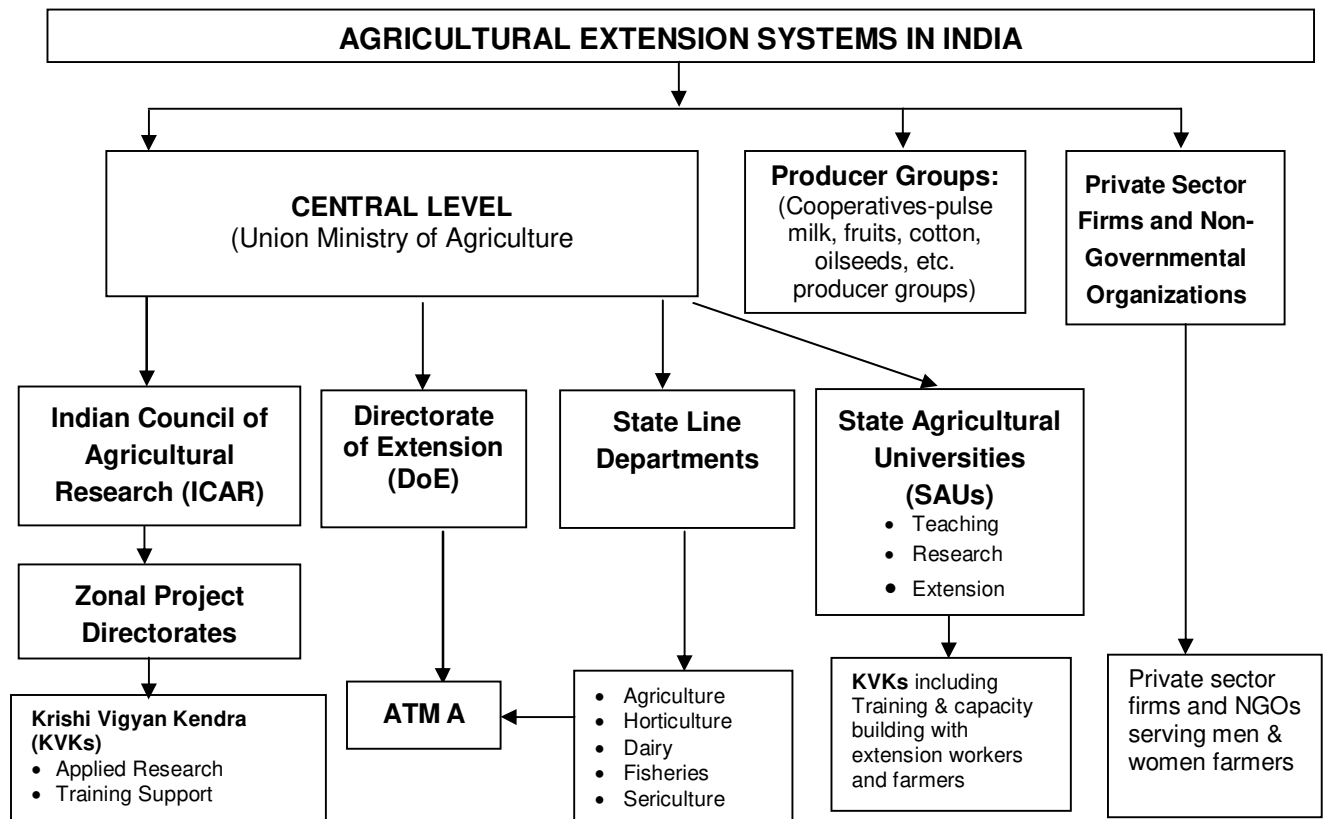 AGRICULTURAL EXTENSION SYSTEMS IN INDIA
CENTRAL LEVEL
(Union Ministry of Agriculture
Producer Groups:
(Cooperatives-pulse
milk, fruits, cotton,
oilseeds, etc.
producer groups)
Private Sector
Firms and Non-
Governmental
Organizations
Indian Council of
Agricultural
Research (ICAR)
Directorate
of Extension
(DoE)
State Line
Departments
State Agricultural
Universities
(SAUs)
• Teaching
• Research
• Extension
Zonal Project
Directorates
Krishi Vigyan Kendra
(KVKs)
• Applied Research
• Training Support
ATM A
• Agriculture
• Horticulture
• Dairy
• Fisheries
• Sericulture
KVKs including
Training & capacity
building with
extension workers
and farmers
Private sector
firms and NGOs
serving men &
women farmers